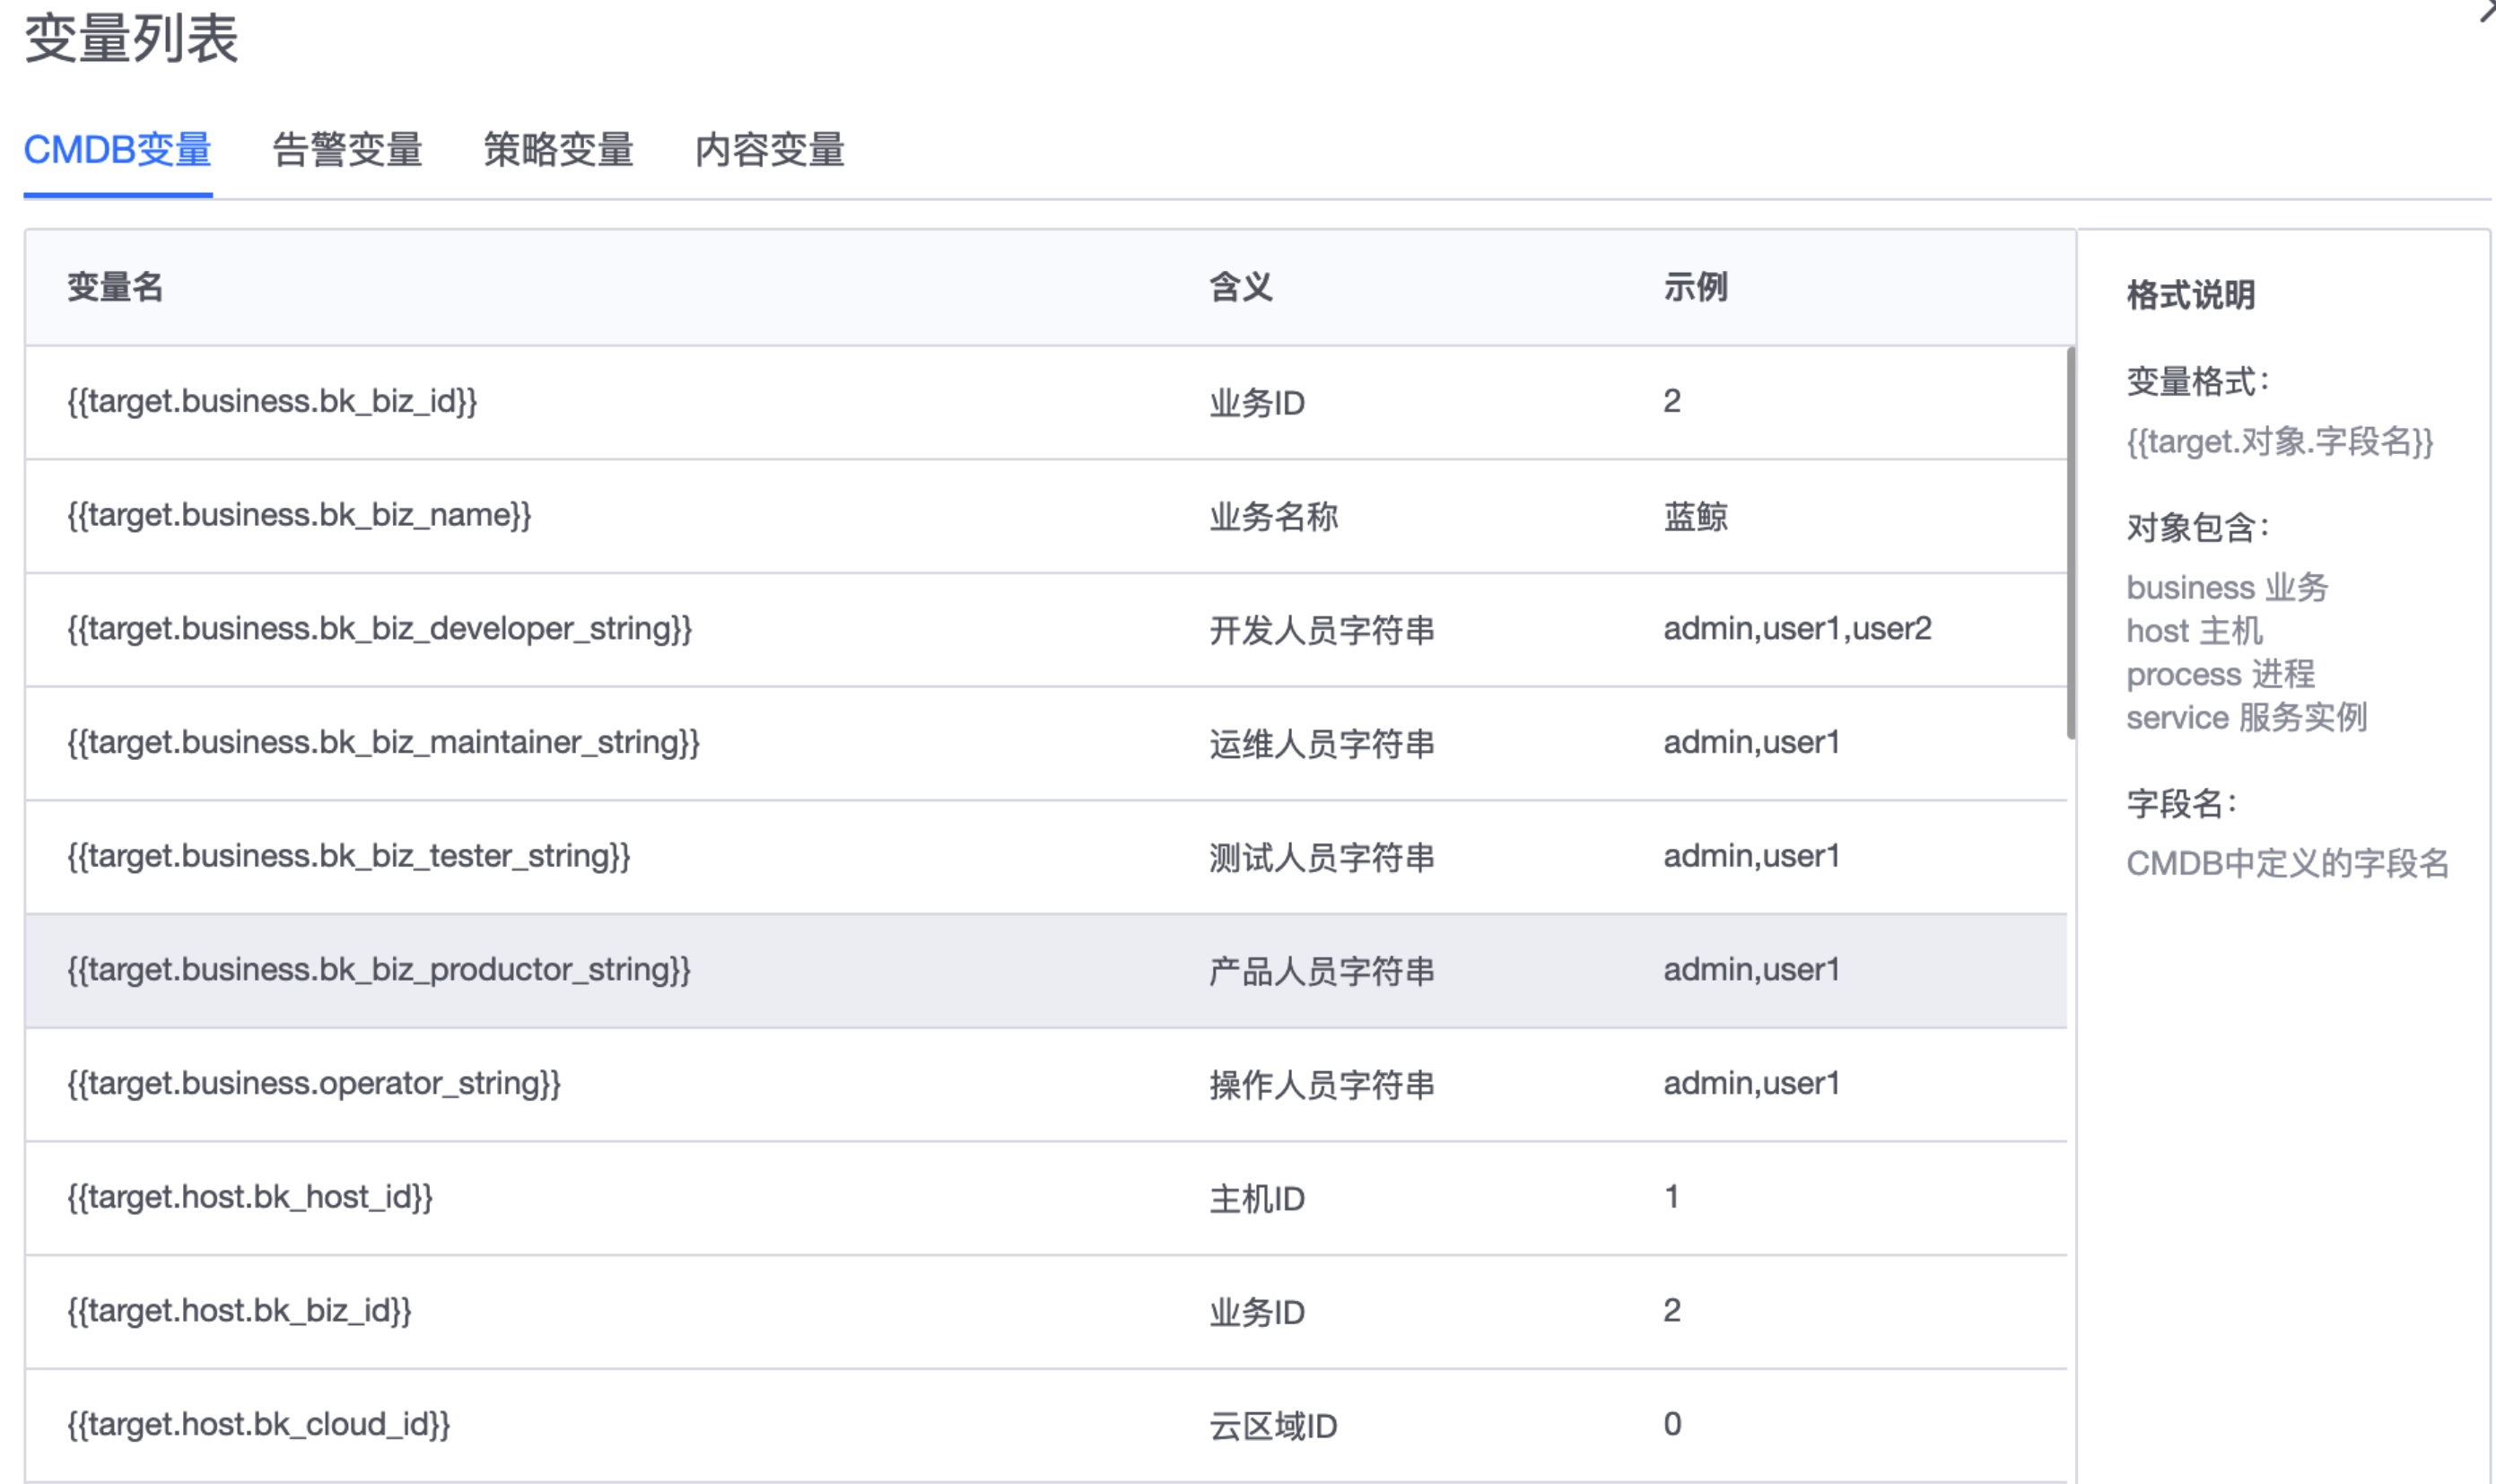 变量列表
CMDB变量 告警变量 策略变量 内容变量
变量名 含义 示例
{{target.business.bk_biz_id}} 业务ID 2
{{target.business.bk_biz_name}} 业务名称 蓝鲸
{{target.business.bk_biz_developer_string}} 开发人员字符串 admin,user1,user2
{{target.business.bk_biz_maintainer_string}} 运维人员字符串 admin,user1
{{target.business.bk_biz_tester_string}} 测试人员字符串 admin,user1
{{target.business.bk_biz_productor_string}} 产品人员字符串 admin,user1
{{target.business.operator_string}} 操作人员字符串 admin,user1
{{target.host.bk_host_id}} 主机ID 1
{{target.host.bk_biz_id}} 业务ID 2
{{target.host.bk_cloud_id}} 云区域ID 0
格式说明
变量格式：
{{target.对象.字段名}}
对象包含：
business 业务
host 主机
process 进程
service 服务实例
字段名：
CMDB中定义的字段名